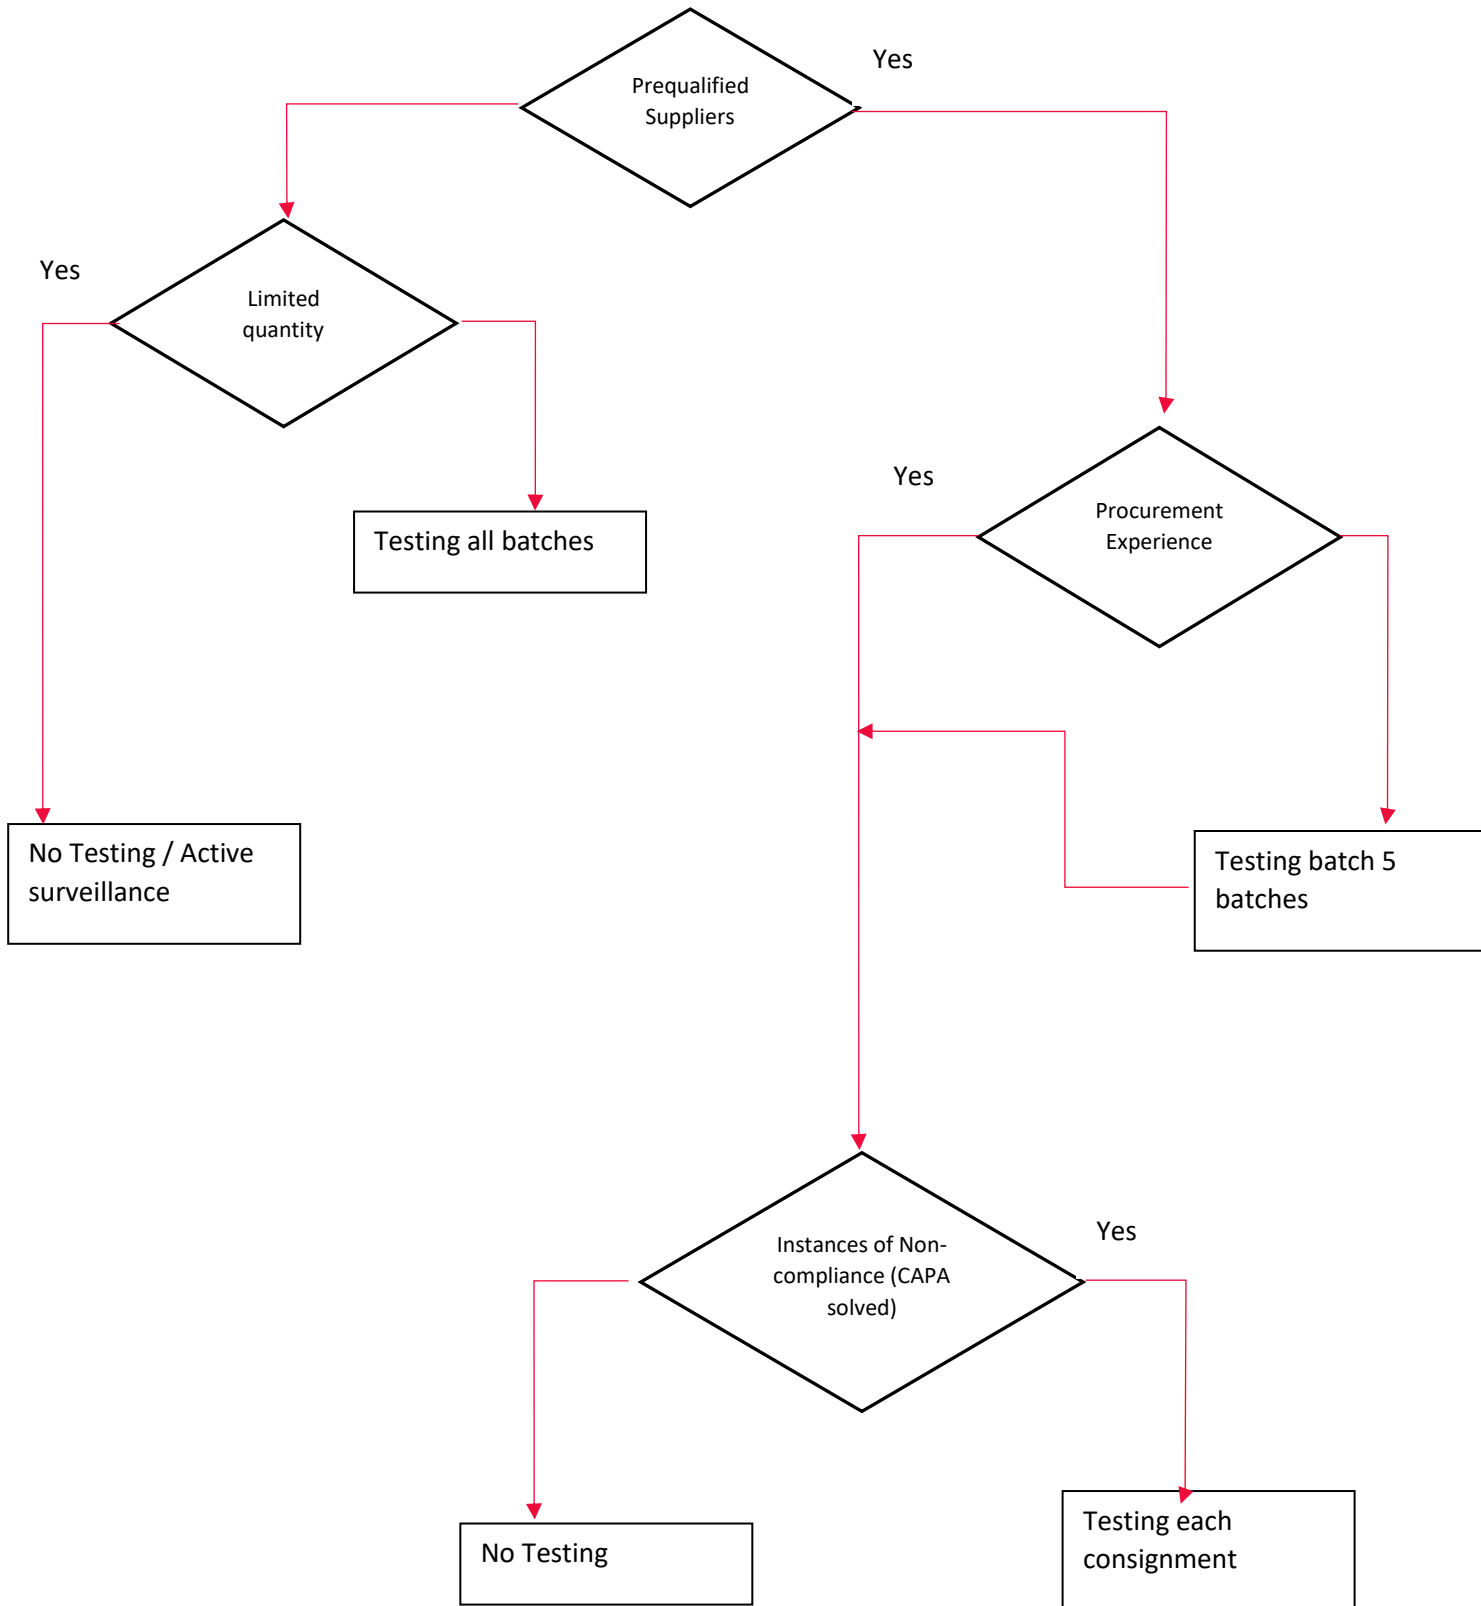 Yes
Prequalified
Suppliers
Yes
Limited
quantity
Yes
Procurement
Experience
Testing all batches
No Testing / Active
surveillance
Testing batch 5
batches
Yes
Instances of Non-
compliance (CAPA
solved)
No Testing
Testing each
consignment